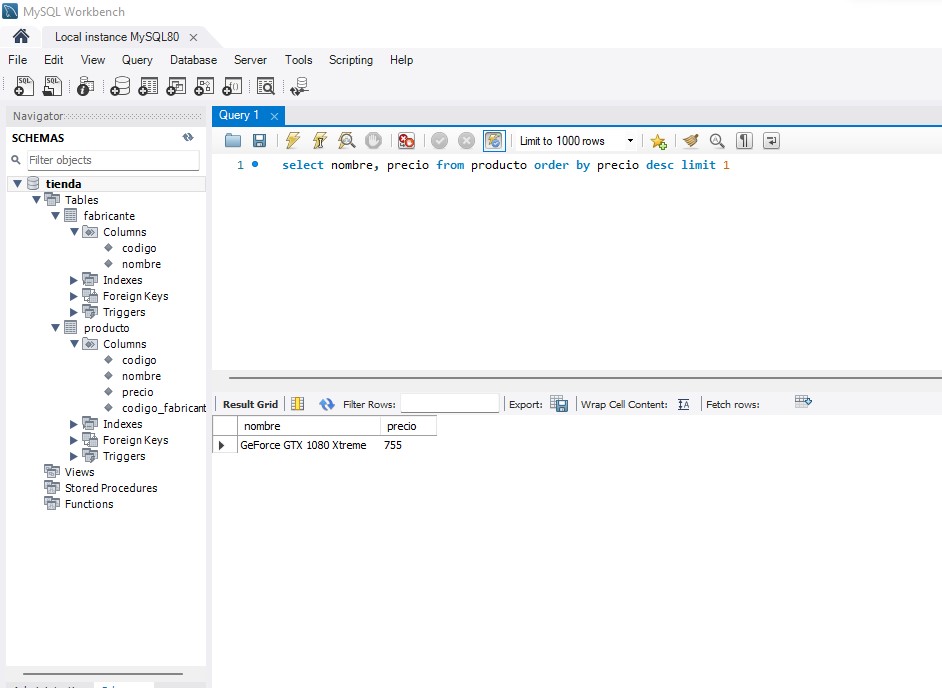 MySQL Workbench
Local instance MySQL80
File Edit View Query Database Server Tools Scripting Help
Navigator
SCHEMAS
Filter objects
tienda
Tables
fabricante
Columns
codigo
nombre
Indexes
Foreign Keys
Triggers
producto
Columns
codigo
nombre
precio
codigo_fabricant
Indexes
Foreign Keys
Triggers
Views
Stored Procedures
Functions
Query 1
Limit to 1000 rows
1 select nombre, precio from producto order by precio desc limit 1
Result Grid Filter Rows: Export: Wrap Cell Content: Fetch rows:
nombre precio
GeForce GTX 1080 Xtreme 755